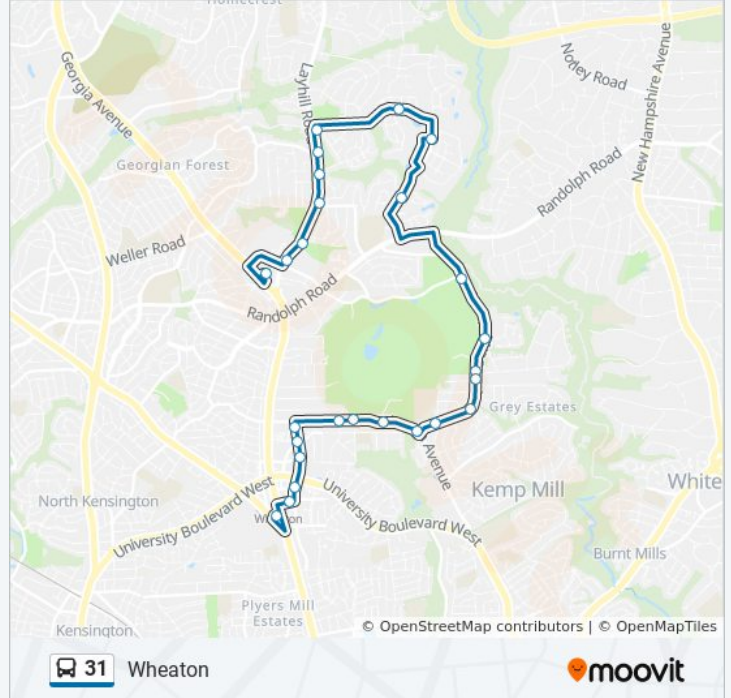 Homecrest
Georgia Avenue
Layhill Road
Notley Road
New Hampshire Avenue
Georgian Forest
Randolph Road
Weller Road
Randolph Road
Grey Estates
Avenue
Kemp Mill
White
North Kensington
University Boulevard West
University Boulevard West
Wheaton
Burnt Mills
Plyers Mill
Estates
Kensington
© OpenStreetMap contributors | © OpenMapTiles
31 Wheaton
moovit